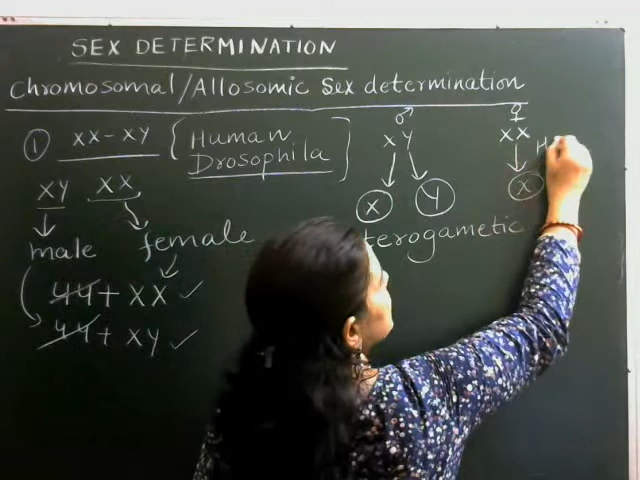 SEX DETERMINATION
Chromosomal/Allosomic Sex determination
① XX-XY [Human
Drosophila]
XY XX
male female
44+ XX ✓
44+ XY ✓
♂ ♀
XY XX
X Y X
terogametic
H